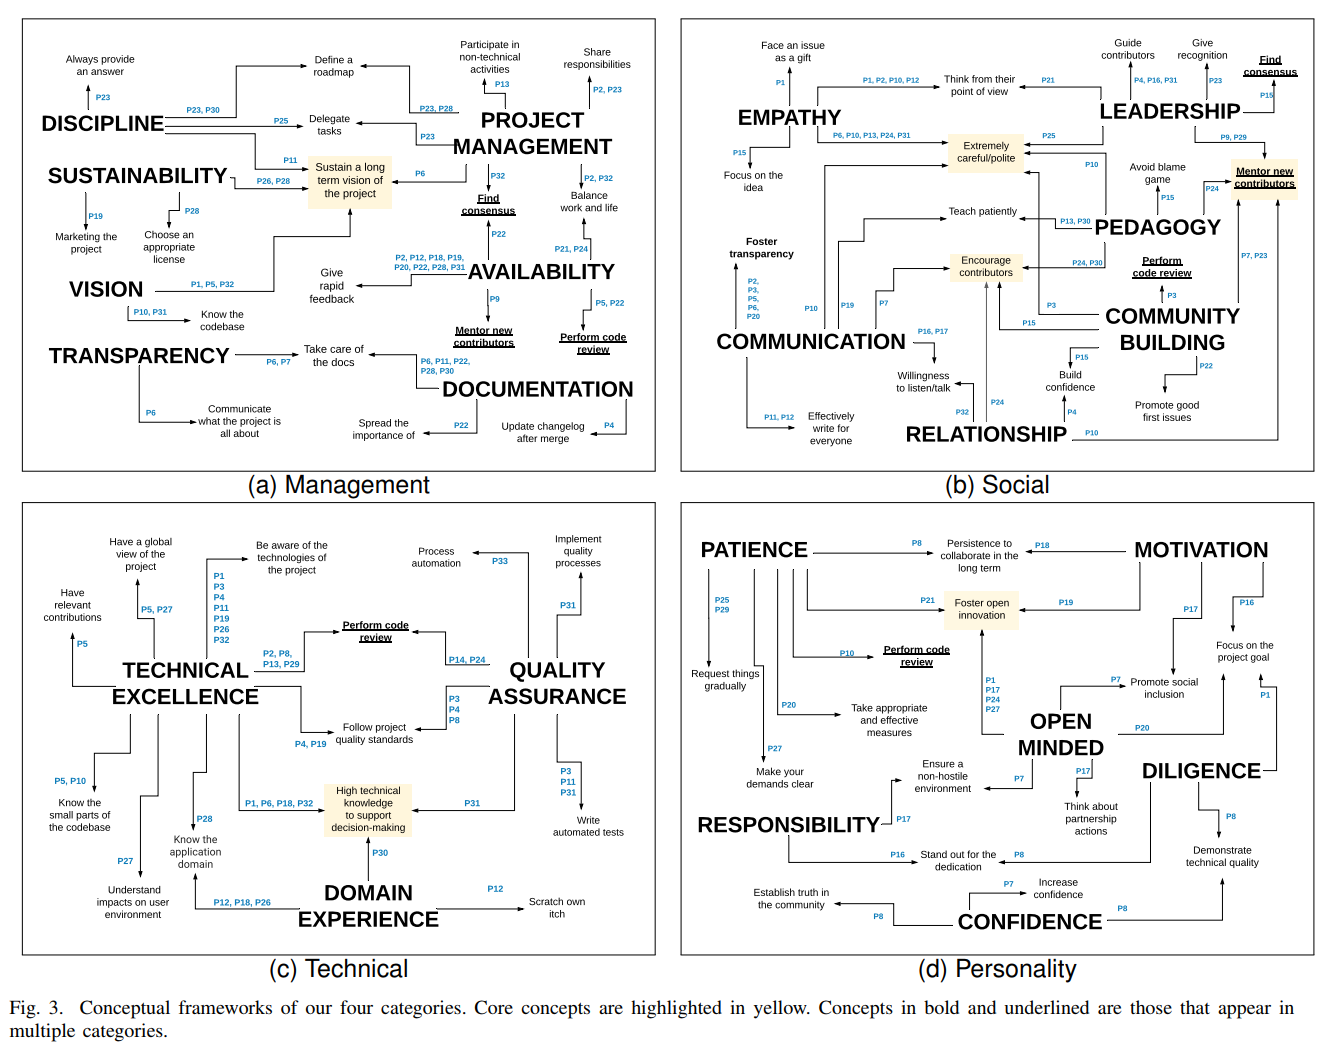 Always provide
an answer
P23
DISCIPLINE
P23, P30
Define a
roadmap
P25
Delegate
tasks
P11
Participate in
non-technical
activities
P13
Share
responsibilities
P2, P23
P23, P28
PROJECT
MANAGEMENT
P23
P6
P32
Find
consensus
P2, P32
Balance
work and life
SUSTAINABILITY
P26, P28
Sustain a long
term vision of
the project
P19
Marketing the
project
P28
Choose an
appropriate
license
P22
P21, P24
P2, P12, P18, P19,
P20, P22, P28, P31
AVAILABILITY
Give
rapid
feedback
P9
Mentor new
contributors
P5, P22
Perform code
review
VISION
P1, P5, P32
P10, P31
Know the
codebase
TRANSPARENCY
P6, P7
Take care of
the docs
P6, P11, P22,
P28, P30
DOCUMENTATION
P6
Communicate
what the project is
all about
Spread the
importance of
P22
Update changelog
after merge
P4
(a) Management
Face an issue
as a gift
P1
EMPATHY
P1, P2, P10, P12
Think from their
point of view
P21
Guide
contributors
P4, P16, P31
Give
recognition
P23
Find
consensus
P15
LEADERSHIP
P6, P10, P13, P24, P31
Extremely
careful/polite
P25
P9, P29
P15
Focus on the
idea
P10
Avoid blame
game
P15
P24
Mentor new
contributors
Teach patiently
P13, P30
PEDAGOGY
Foster
transparency
P2,
P3,
P5,
P6,
P20
Encourage
contributors
P24, P30
Perform
code review
P3
P7, P23
P10
P19
P7
P3
P15
COMMUNITY
BUILDING
COMMUNICATION
P16, P17
Willingness
to listen/talk
P32
P24
P15
Build
confidence
P4
P22
Promote good
first issues
P11, P12
Effectively
write for
everyone
RELATIONSHIP
P10
(b) Social
Have a global
view of the
project
P5, P27
Be aware of the
technologies of
the project
P1
P3
P4
P11
P19
P26
P32
Have
relevant
contributions
P5
Process
automation
P33
Implement
quality
processes
P31
Perform code
review
P2, P8,
P13, P29
P14, P24
TECHNICAL
EXCELLENCE
QUALITY
ASSURANCE
P3
P4
P8
Follow project
quality standards
P4, P19
P5, P10
Know the
small parts of
the codebase
P28
Know the
application
domain
P1, P6, P18, P32
High technical
knowledge
to support
decision-making
P31
P3
P11
P31
Write
automated tests
P27
Understand
impacts on user
environment
P30
P12, P18, P26
DOMAIN
EXPERIENCE
P12
Scratch own
itch
(c) Technical
PATIENCE
P8
Persistence to
collaborate in the
long term
P18
MOTIVATION
P25
P29
P21
Foster open
innovation
P19
P17
P16
P10
Perform code
review
Focus on the
project goal
Request things
gradually
P1
P17
P24
P27
P7
Promote social
inclusion
P1
P20
Take appropriate
and effective
measures
OPEN
MINDED
P20
P27
Make your
demands clear
Ensure a
non-hostile
environment
P7
P17
Think about
partnership
actions
DILIGENCE
RESPONSIBILITY
P17
P8
Demonstrate
technical quality
P16
Stand out for the
dedication
P8
Establish truth in
the community
P8
P7
Increase
confidence
CONFIDENCE
P8
(d) Personality
Fig. 3. Conceptual frameworks of our four categories. Core concepts are highlighted in yellow. Concepts in bold and underlined are those that appear in
multiple categories.